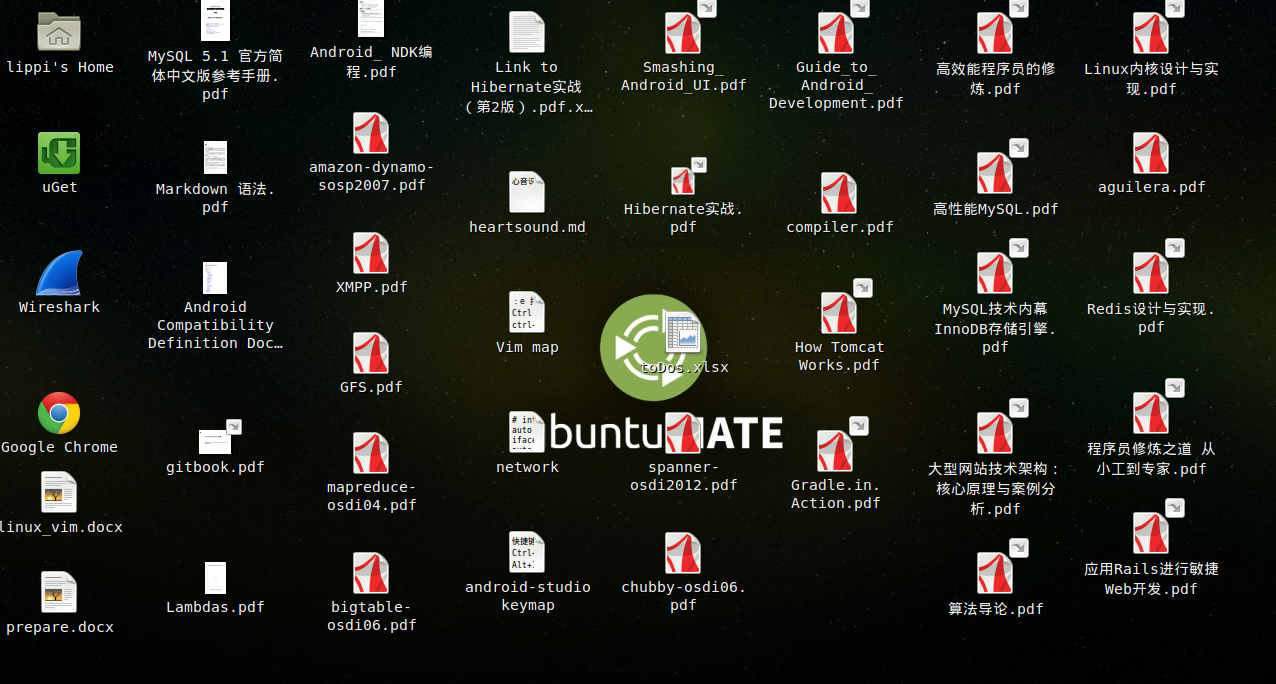 lippi's Home
uGet
Wireshark
Google Chrome
linux_vim.docx
prepare.docx
MySQL 5.1 官方简
体中文版参考手册.
pdf
Markdown 语法.
pdf
Android
Compatibility
Definition Doc…
gitbook.pdf
Lambdas.pdf
Android_ NDK编
程.pdf
amazon-dynamo-
sosp2007.pdf
XMPP.pdf
GFS.pdf
mapreduce-
osdi04.pdf
bigtable-
osdi06.pdf
Link to
Hibernate实战
（第2版）.pdf.x…
心音识
heartsound.md
:e
Ctrl
ctrl-
Vim map
# in
auto
iface
network
快捷键
Ctrl-
Alt+
android-studio
keymap
Smashing_
Android_UI.pdf
Hibernate实战.
pdf
toDos.xlsx
buntu MATE
spanner-
osdi2012.pdf
chubby-osdi06.
pdf
Guide_to_
Android_
Development.pdf
compiler.pdf
How Tomcat
Works.pdf
Gradle.in.
Action.pdf
高效能程序员的修
炼.pdf
高性能MySQL.pdf
MySQL技术内幕
InnoDB存储引擎.
pdf
大型网站技术架构：
核心原理与案例分
析.pdf
算法导论.pdf
Linux内核设计与实
现.pdf
aguilera.pdf
Redis设计与实现.
pdf
程序员修炼之道 从
小工到专家.pdf
应用Rails进行敏捷
Web开发.pdf